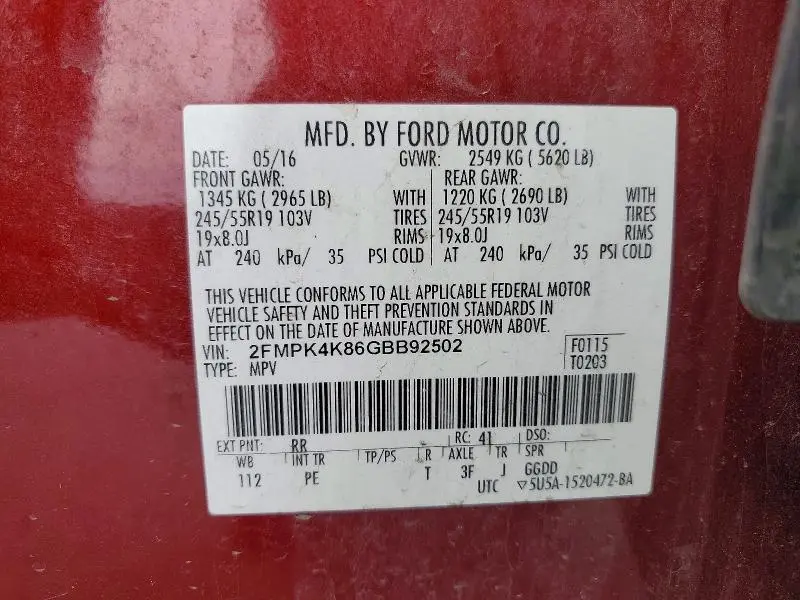 MFD. BY FORD MOTOR CO.
DATE: 05/16 GVWR: 2549 KG ( 5620 LB)
FRONT GAWR: REAR GAWR:
1345 KG ( 2965 LB) WITH 1220 KG ( 2690 LB) WITH
245/55R19 103V TIRES 245/55R19 103V TIRES
19x8.0J RIMS 19x8.0J RIMS
AT 240 kPa/ 35 PSI COLD AT 240 kPa/ 35 PSI COLD
THIS VEHICLE CONFORMS TO ALL APPLICABLE FEDERAL MOTOR
VEHICLE SAFETY AND THEFT PREVENTION STANDARDS IN
EFFECT ON THE DATE OF MANUFACTURE SHOWN ABOVE.
VIN: 2FMPK4K86GBB92502 F0115
TYPE: MPV T0203
EXT PNT: RR RC: 41 DSO:
WB INT TR TP/PS R AXLE TR SPR
112 PE T 3F J GGDD
UTC ▽5U5A-1520472-BA